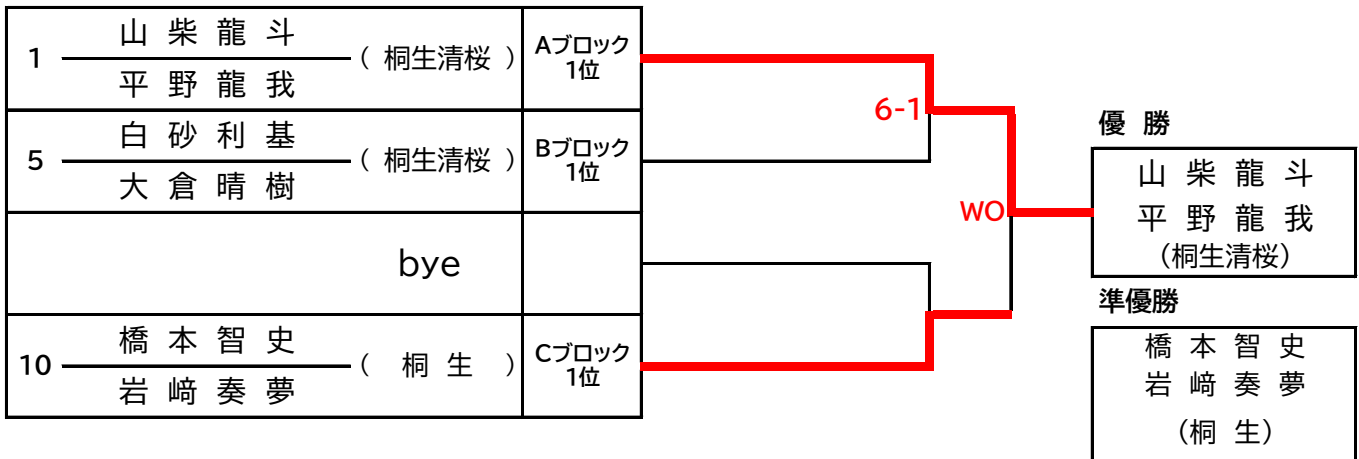 1 山 柴 龍 斗 ( 桐生清桜 ) Aブロック 1位
平 野 龍 我
5 白 砂 利 基 ( 桐生清桜 ) Bブロック 1位
大 倉 晴 樹
bye
10 橋 本 智 史 ( 桐 生 ) Cブロック 1位
岩 﨑 奏 夢
6-1
WO
優 勝
山 柴 龍 斗
平 野 龍 我
(桐生清桜)
準優勝
橋 本 智 史
岩 﨑 奏 夢
(桐 生)